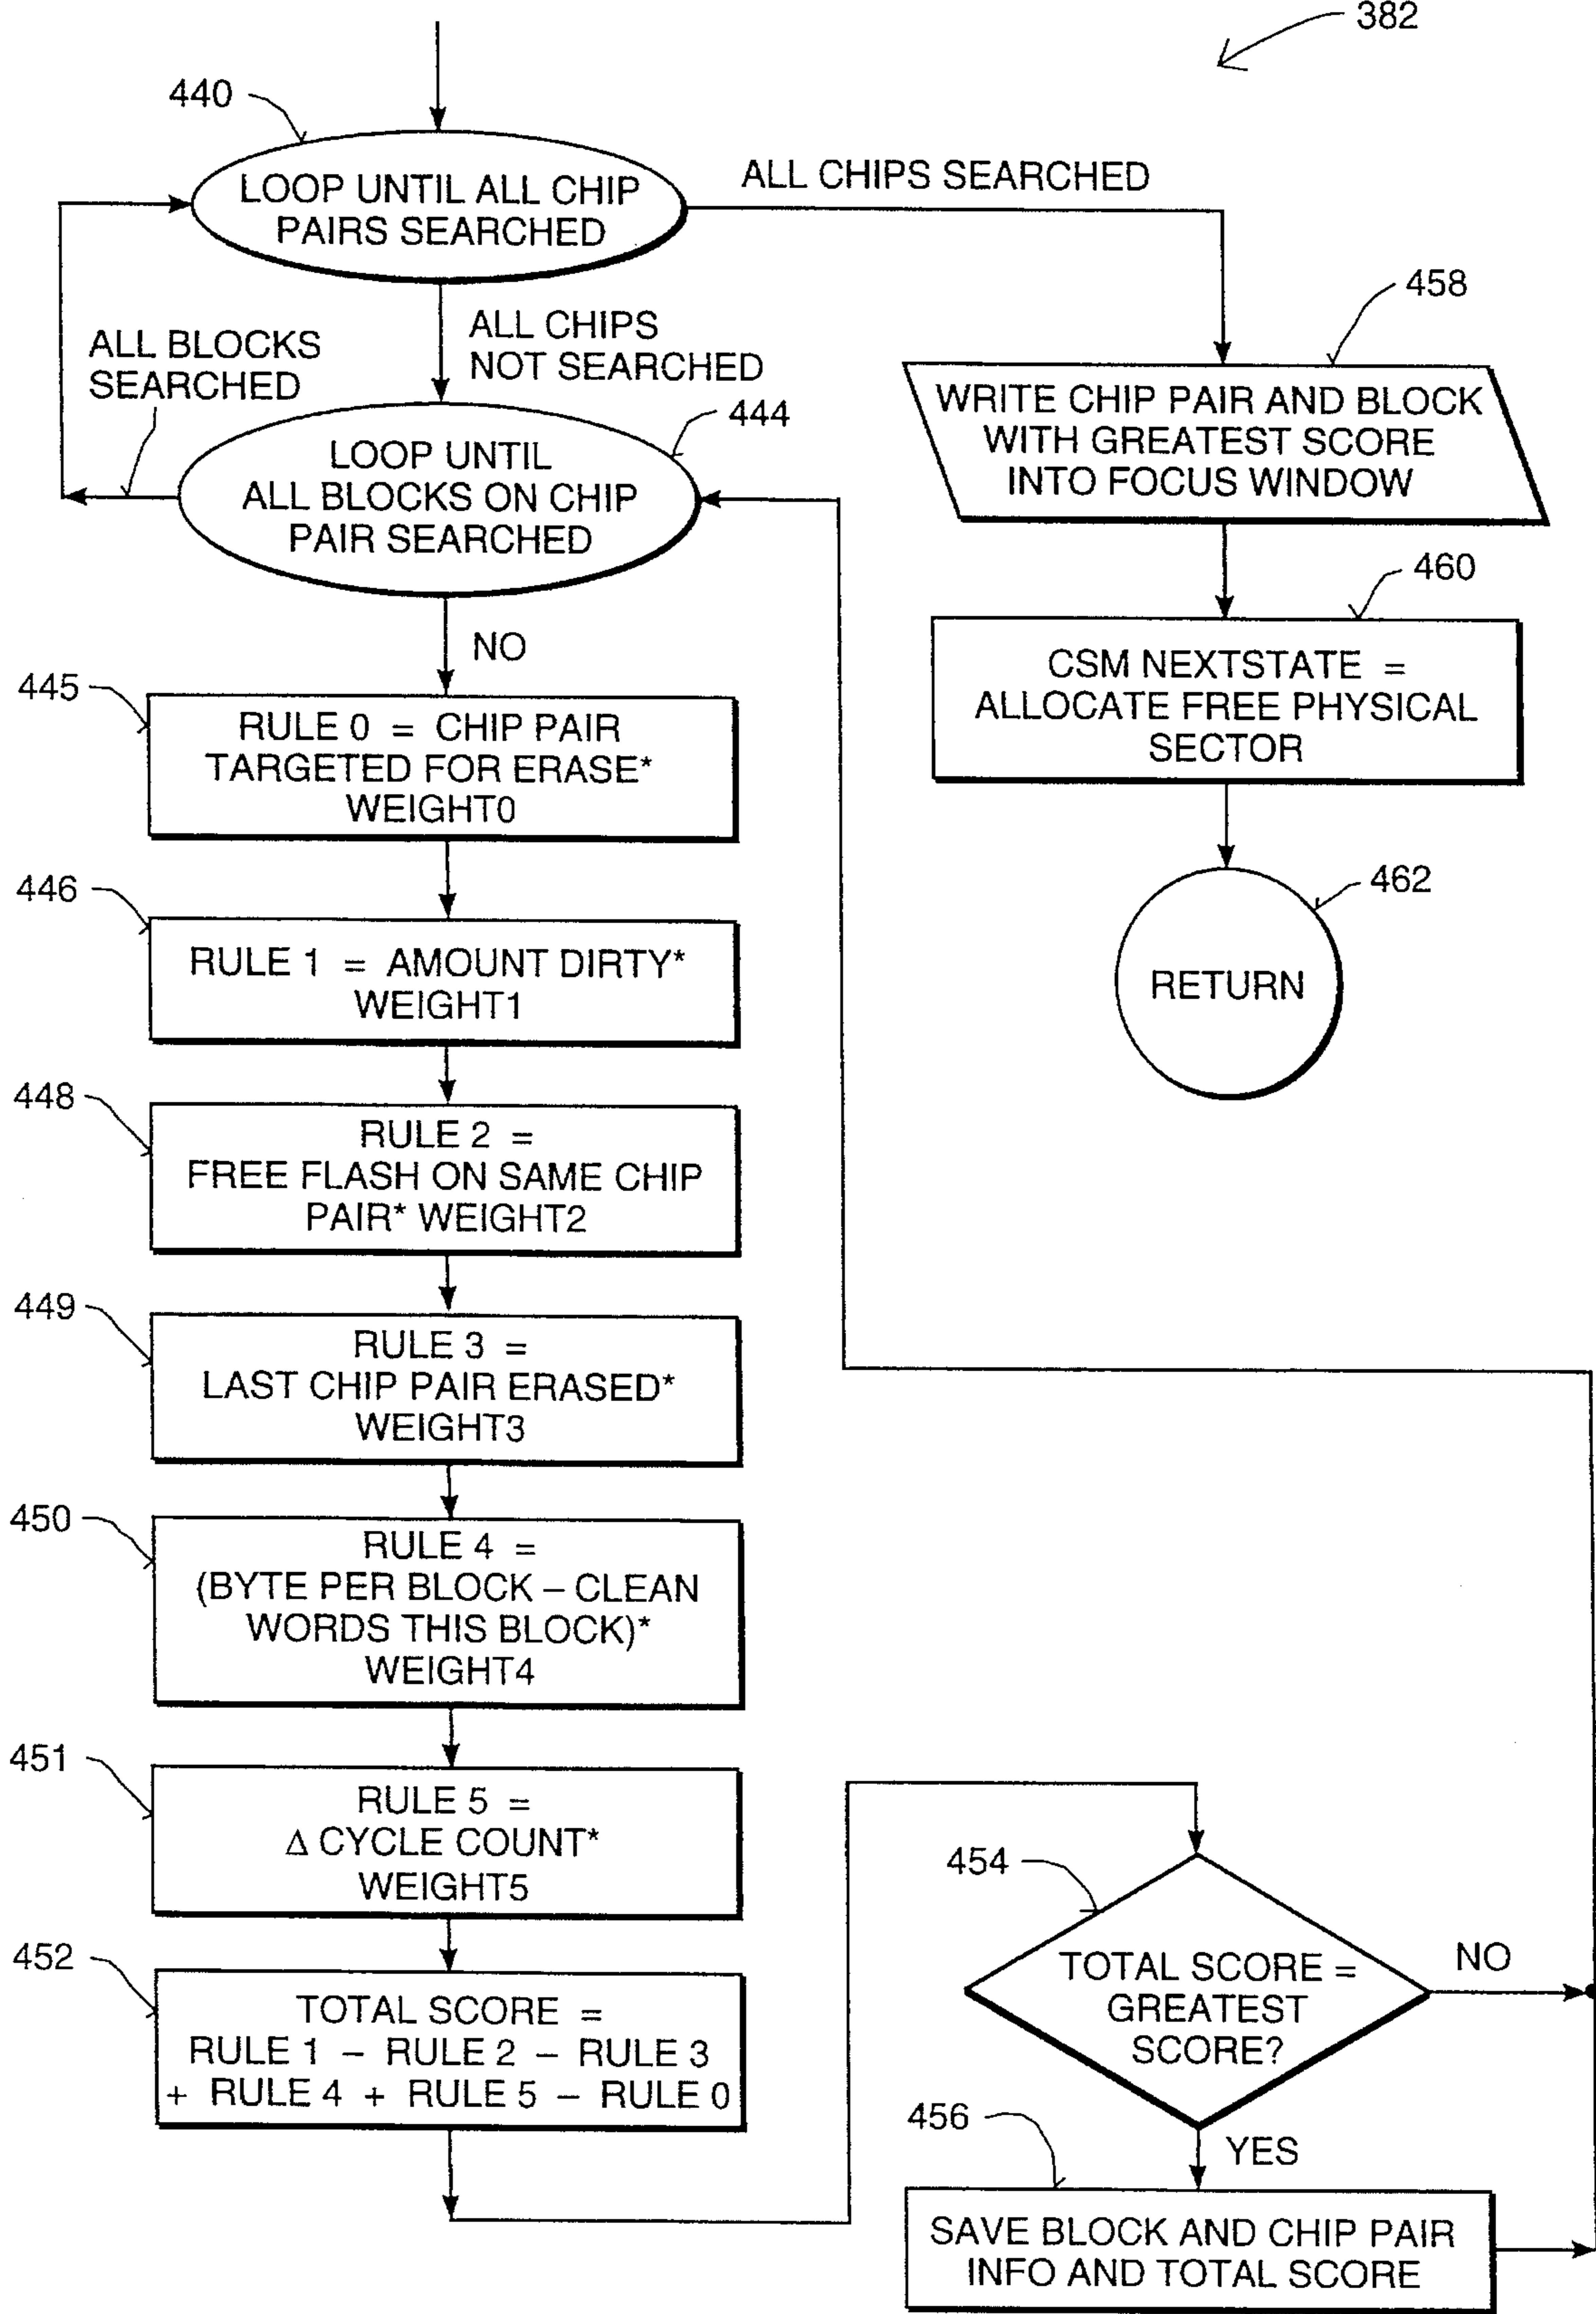 382
440
LOOP UNTIL ALL CHIP
PAIRS SEARCHED
ALL CHIPS SEARCHED
ALL BLOCKS
SEARCHED
ALL CHIPS
NOT SEARCHED
444
LOOP UNTIL
ALL BLOCKS ON CHIP
PAIR SEARCHED
NO
445
RULE 0 = CHIP PAIR
TARGETED FOR ERASE*
WEIGHT0
446
RULE 1 = AMOUNT DIRTY*
WEIGHT1
448
RULE 2 =
FREE FLASH ON SAME CHIP
PAIR* WEIGHT2
449
RULE 3 =
LAST CHIP PAIR ERASED*
WEIGHT3
450
RULE 4 =
(BYTE PER BLOCK – CLEAN
WORDS THIS BLOCK)*
WEIGHT4
451
RULE 5 =
Δ CYCLE COUNT*
WEIGHT5
452
TOTAL SCORE =
RULE 1 – RULE 2 – RULE 3
+ RULE 4 + RULE 5 – RULE 0
454
TOTAL SCORE =
GREATEST
SCORE?
NO
YES
456
SAVE BLOCK AND CHIP PAIR
INFO AND TOTAL SCORE
458
WRITE CHIP PAIR AND BLOCK
WITH GREATEST SCORE
INTO FOCUS WINDOW
460
CSM NEXTSTATE =
ALLOCATE FREE PHYSICAL
SECTOR
462
RETURN